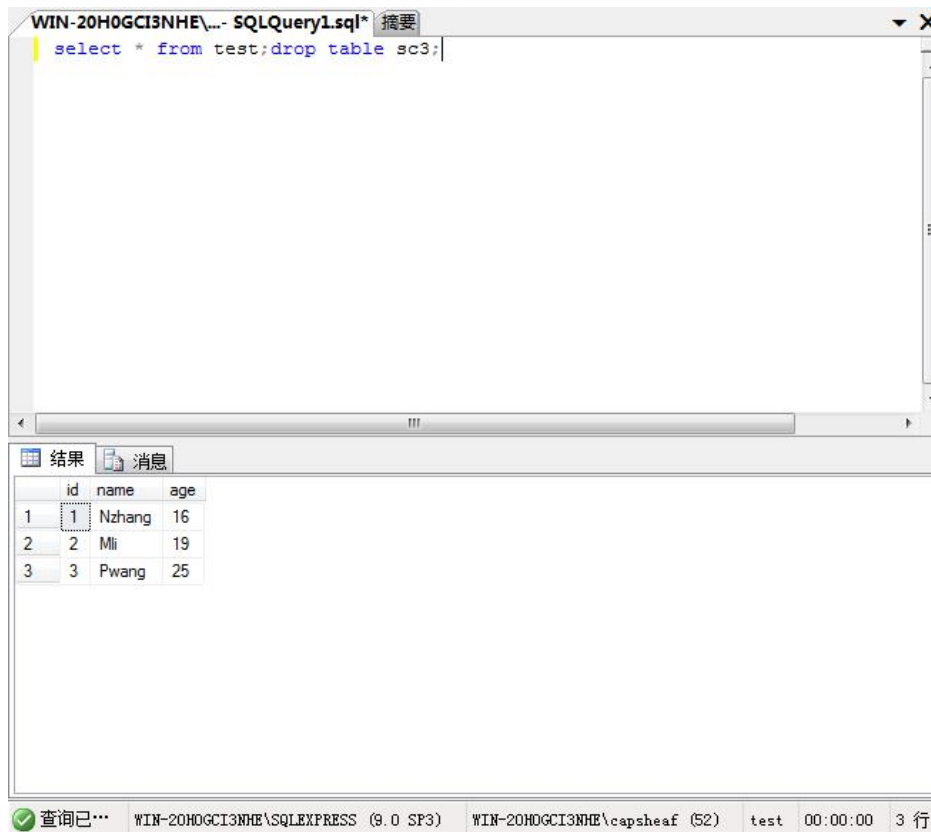 WIN-20H0GCI3NHE\...- SQLQuery1.sql* 摘要
select * from test;drop table sc3;
结果 消息
id name age
1 1 Nzhang 16
2 2 Mli 19
3 3 Pwang 25
查询已… WIN-20H0GCI3NHE\SQLEXPRESS (9.0 SP3) WIN-20H0GCI3NHE\capsheaf (52) test 00:00:00 3 行